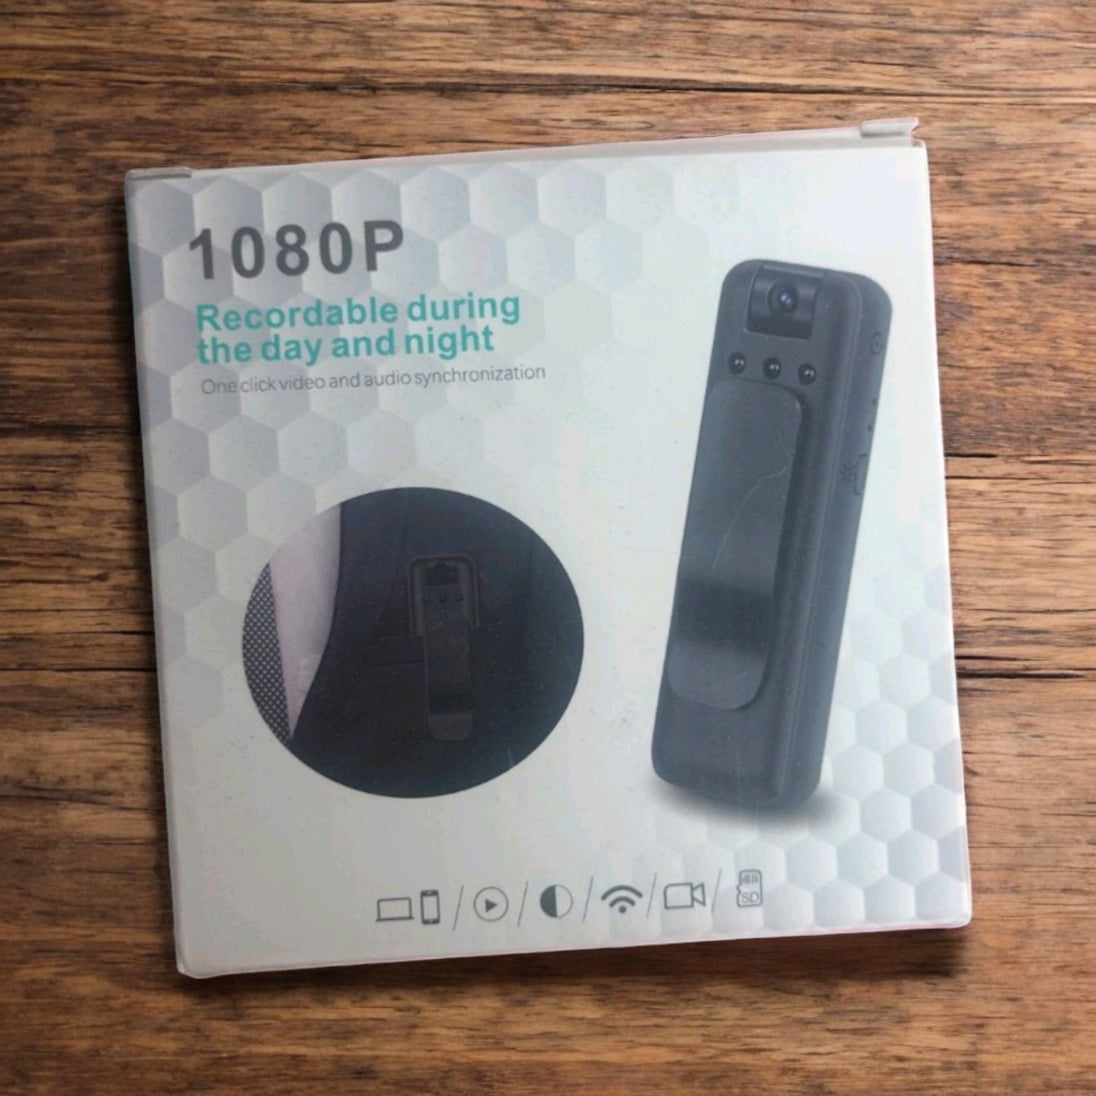 1080P
Recordable during
the day and night
One click video and audio synchronization
SD